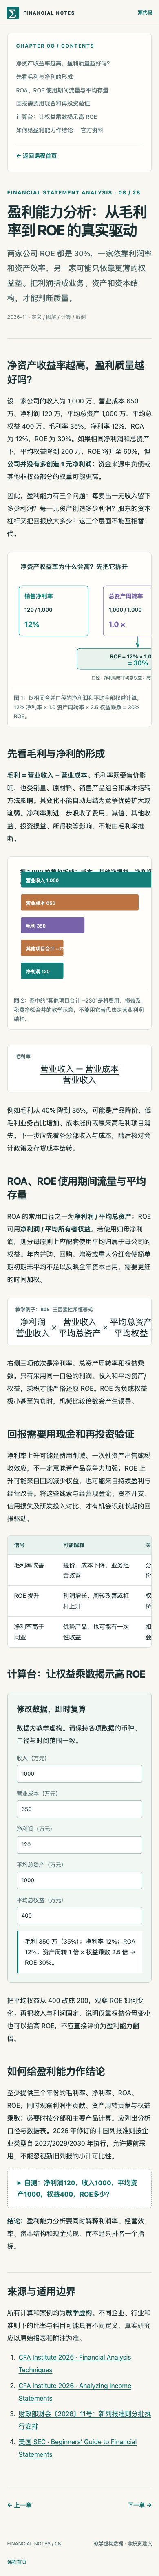 FINANCIAL NOTES
源代码
CHAPTER 08 / CONTENTS
净资产收益率越高，盈利质量越好吗？
先看毛利与净利的形成
ROA、ROE 使用期间流量与平均存量
回报需要用现金和再投资验证
计算台：让权益乘数揭示高 ROE
如何给盈利能力作结论 官方资料
← 返回课程首页
FINANCIAL STATEMENT ANALYSIS · 08 / 28
盈利能力分析：从毛利
率到 ROE 的真实驱动
两家公司 ROE 都是 30%，一家依靠利润率
和资产效率，另一家可能只依靠更薄的权
益垫。把利润拆成业务、资产和资本结
构，才能判断质量。
2026-11 · 定义 / 图解 / 计算 / 反例
净资产收益率越高，盈利质量越
好吗？
设一家公司的收入为 1,000 万、营业成本 650
万、净利润 120 万，平均总资产 1,000 万、平均总
权益 400 万。毛利率 35%、净利率 12%、ROA
为 12%、ROE 为 30%。如果相同净利润和总资产
下，平均权益降到 200 万，ROE 将升至 60%，但
公司并没有多创造 1 元净利润；资金来源中负债或
其他非权益部分的权重可能更高。
因此，盈利能力有三个问题：每卖出一元收入留下
多少利润？每一元资产创造多少利润？股东的资本
杠杆又把回报放大多少？这三个层面不能互相替
代。
净资产收益率为什么会高？先把它拆开
销售净利率
120 / 1,000
12%
总资产周转率
1,000 / 1,000
1.0 ×
ROE = 12% × 1.0
= 30%
图 1：以相同合并口径的净利润和平均全部权益计算，
12% 净利率 × 1.0 资产周转率 × 2.5 权益乘数 = 30%
ROE。
先看毛利与净利的形成
毛利 = 营业收入 − 营业成本。毛利率既受售价影
响，也受销量、原材料、销售产品组合和成本结转
方法影响。其变化不能自动归结为竞争优势扩大或
削弱。净利率则进一步吸收了费用、减值、其他收
益、投资损益、所得税等影响，不能由毛利率推
断。
营业收入 1,000
营业成本 650
毛利 350
其他项目合计 −2
净利润 120
图 2：图中的“其他项目合计 −230”是将费用、损益及
租费净额合并的教学示意，不能用它替代法定营业利润
结构。
毛利率
营业收入 — 营业成本
营业收入
例如毛利从 40% 降到 35%，可能是产品降价、低
毛利业务占比增加、成本涨价或原来高毛利项目消
失。下一步应先看各分部收入与成本，随后核对会
计政策及存货成本结转。
ROA、ROE 使用期间流量与平均
存量
ROA 的常用口径之一为净利润 / 平均总资产；ROE
可用净利润 / 平均所有者权益。若使用归母净利
润，则分母原则上应配套使用平均归属于母公司的权
益。年内并购、回购、增资或重大分红会使简单
期初期末平均不足以反映全年资本占用，需要更细
的时间加权。
教学例子：ROE 三因素杜邦恒等式
净利润
营业收入
×
营业收入
平均总资产
×
平均总资产
平均权益
右侧三项依次是净利率、总资产周转率和权益乘
数。只有采用同一口径的利润、收入和平均资产/
权益，乘积才能严格还原 ROE。ROE 为负或权益
极小甚至为负时，机械比较倍数会产生误导。
回报需要用现金和再投资验证
净利率上升可能是费用削减、一次性资产出售或税
收效应，不一定意味着产品竞争力加强；ROE 上
升可能来自回购减少权益，也可能来自持续盈利与
经营改善。将这些线索与经营现金流、资本开支、
信用损失及研发投入对比，才有机会识别长期的回
报驱动。
信号
可能解释
毛利率改善
提价、成本下降、业务组
合改善
ROE 提升
利润增长、周转改善或杠
杆上升
净利率高于
同业
优势产品、也可能有一次
性收益
计算台：让权益乘数揭示高 ROE
修改数据，即时复算
数据为教学虚构。请保持各项数据的币种、
口径与时间范围一致。
收入（万元）
1000
营业成本（万元）
650
净利润（万元）
120
平均总资产（万元）
1000
平均总权益（万元）
400
毛利 350 万（35%）；净利率 12%；ROA
12%；资产周转 1 倍 × 权益乘数 2.5 倍 →
ROE 30%。
把平均权益从 400 改成 200，观察 ROE 如何变
化；再把收入与利润固定，说明仅靠权益分母变小
也可以抬高 ROE，不应直接评价为盈利能力翻
倍。
如何给盈利能力作结论
至少提供三个年份的毛利率、净利率、ROA、
ROE，同时观察利润率贡献、资产周转贡献与权益
乘数；必要时按分部和主要产品计算。应列出分析
口径与数据表。2026 年修订的中国列报准则按企
业类型自 2027/2029/2030 年执行，允许提前采
用，不能忽视新旧列报的小计可比性。
▸ 自测：净利润120，收入1000，平均资
产1000，权益400，ROE多少？
结论：盈利能力分析要同时解释利润率、经营效
率、资本结构和现金兑现，而不是只排名一个指
标。
来源与适用边界
所有计算和案例均为教学虚构。不同企业、行业和
准则下的比率与科目可能具有不同定义，真实研究
应以原始报表和附注为准。
1. CFA Institute 2026 · Financial Analysis
Techniques
2. CFA Institute 2026 · Analyzing Income
Statements
3. 财政部财会〔2026〕11号：新列报准则分批执
行安排
4. 美国 SEC · Beginners' Guide to Financial
Statements
← 上一章
下一章 →
FINANCIAL NOTES / 08
教学虚构数据 · 非投资建议
课程首页